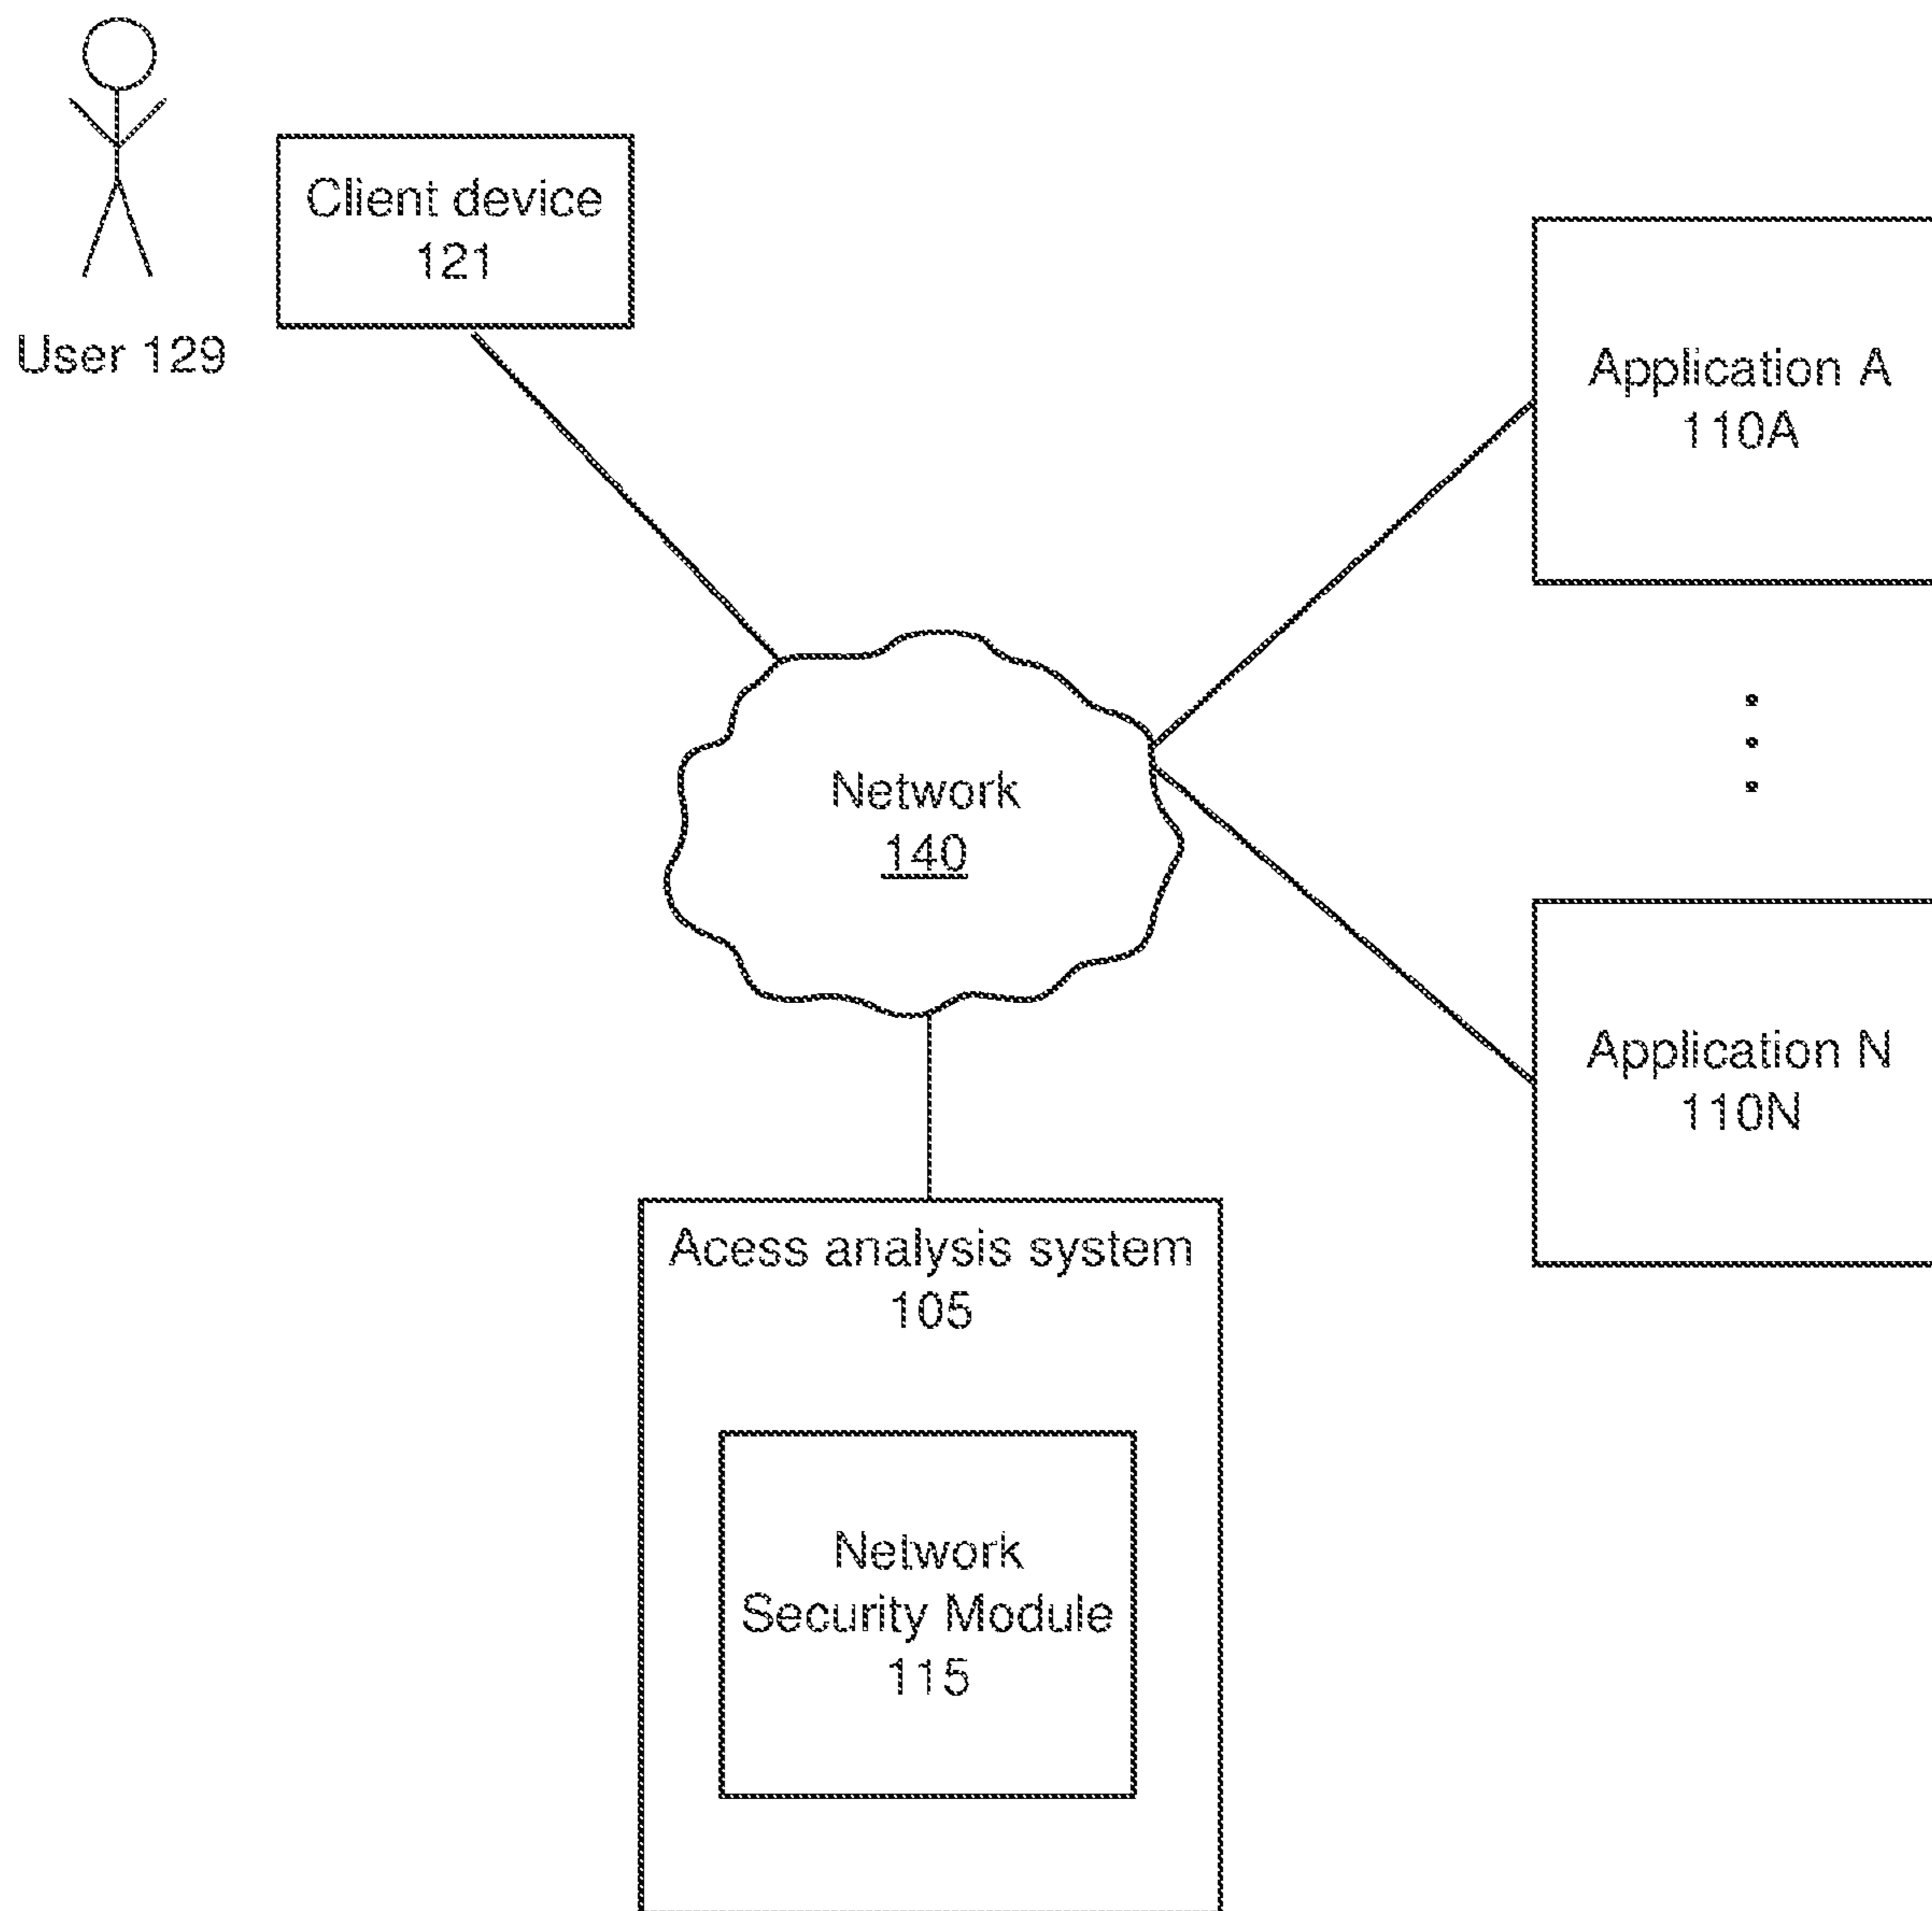 Client device
121
User 129
Application A
110A
Network
140
Application N
110N
Acess analysis system
105
Network
Security Module
115